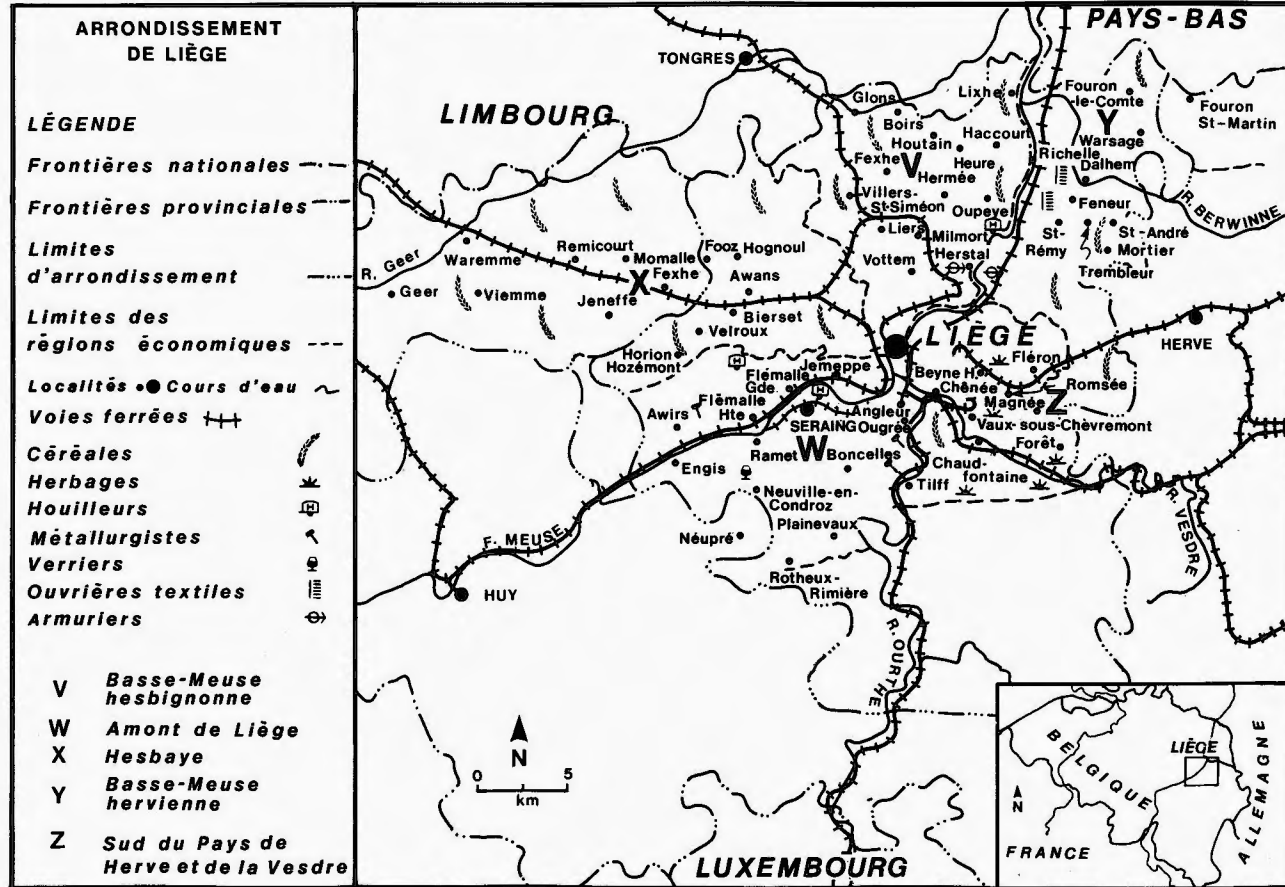 ARRONDISSEMENT
DE LIÈGE
LÉGENDE
Frontières nationales
Frontières provinciales
Limites
d'arrondissement
Limites des
régions économiques
Localités
Cours d'eau
Voies ferrées
Céréales
Herbages
Houilleurs
H
Métallurgistes
Verriers
Ouvrières textiles
Armuriers
V Basse-Meuse
hesbignonne
W Amont de Liège
X Hesbaye
Y Basse-Meuse
hervienne
Z Sud du Pays de
Herve et de la Vesdre
PAYS-BAS
TONGRES
LIMBOURG
Glons
Lixhe
Fouron
-le-Comte
Fouron
St-Martin
Boirs
Houtain
Haccourt
Y
Warsage
Richelle
Dalhem
Fexhe
V
Heure
Hermée
Villers-
St-Siméon
Oupeye
H
Feneur
R. BERWINNE
Liers
Milmort
St-
Rémy
St-André
Mortier
Trembleur
Vottem
Herstal
R. Geer
Waremme
Remicourt
Momalle
Fooz
Hognoul
Fexhe
X
Awans
Geer
Viemme
Jeneffe
Bierset
Velroux
LIÈGE
HERVE
Horion
Hozémont
H
Jemeppe
Beyne H.
Fléron
Flémalle
Gde.
H
Chênée
Romsée
Magnée
Z
Flémalle
Hte
Awirs
SERAING
Angleur
Ougrée
Vaux-sous-Chèvremont
Forêt
Ramet
W
Boncelles
Engis
Chaud-
fontaine
Tilff
Neuville-en-
Condroz
Plainevaux
R. VESDRE
F. MEUSE
Néupré
HUY
Rotheux-
Rimière
R. OURTHE
N
0 5
km
LUXEMBOURG
BELGIQUE
LIÈGE
ALLEMAGNE
N
FRANCE